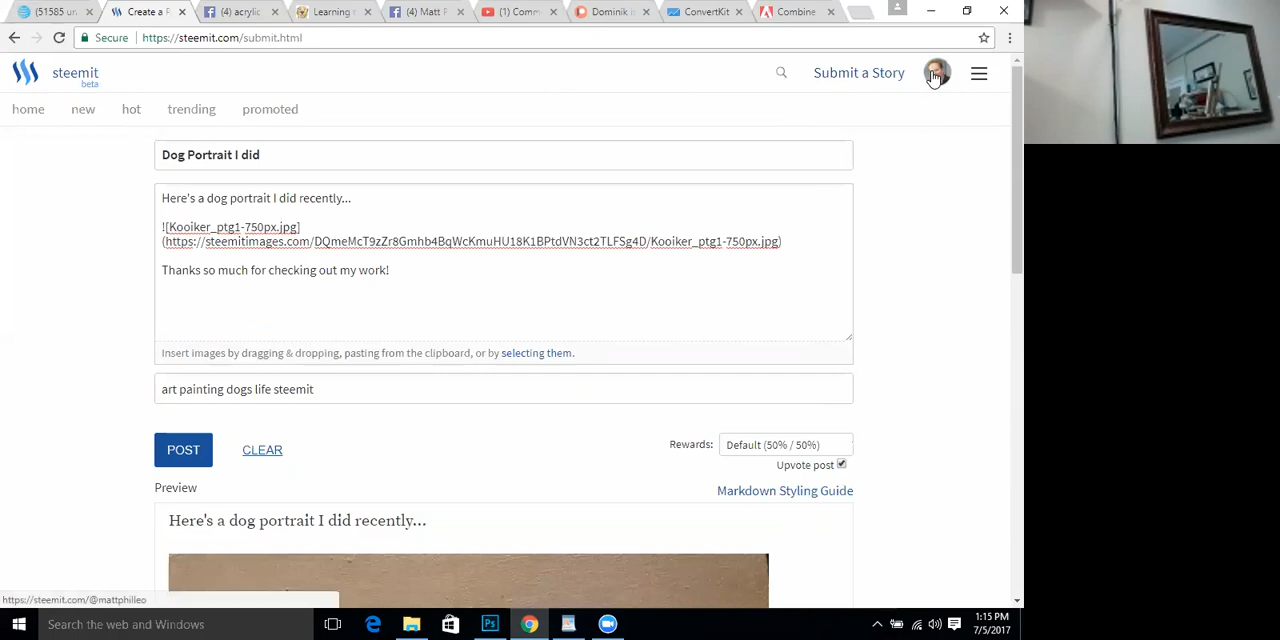 (51585 un
Create a P
(4) acrylic
Learning t
(4) Matt P
(1) Comm
Dominik i
ConvertKit
Combine
Secure
https://steemit.com/submit.html
steemit
beta
Submit a Story
home
new
hot
trending
promoted
Dog Portrait I did
Here's a dog portrait I did recently...
![Kooiker_ptg1-750px.jpg]
(https://steemitimages.com/DQmeMcT9zZr8Gmhb4BqWcKmuHU18K1BPtdVN3ct2TLFSg4D/Kooiker_ptg1-750px.jpg)
Thanks so much for checking out my work!
Insert images by dragging & dropping, pasting from the clipboard, or by selecting them.
art painting dogs life steemit
POST
CLEAR
Rewards:
Default (50% / 50%)
Upvote post
Preview
Markdown Styling Guide
Here's a dog portrait I did recently...
https://steemit.com/@mattphilleo
Search the web and Windows
Ps
1:15 PM
7/5/2017